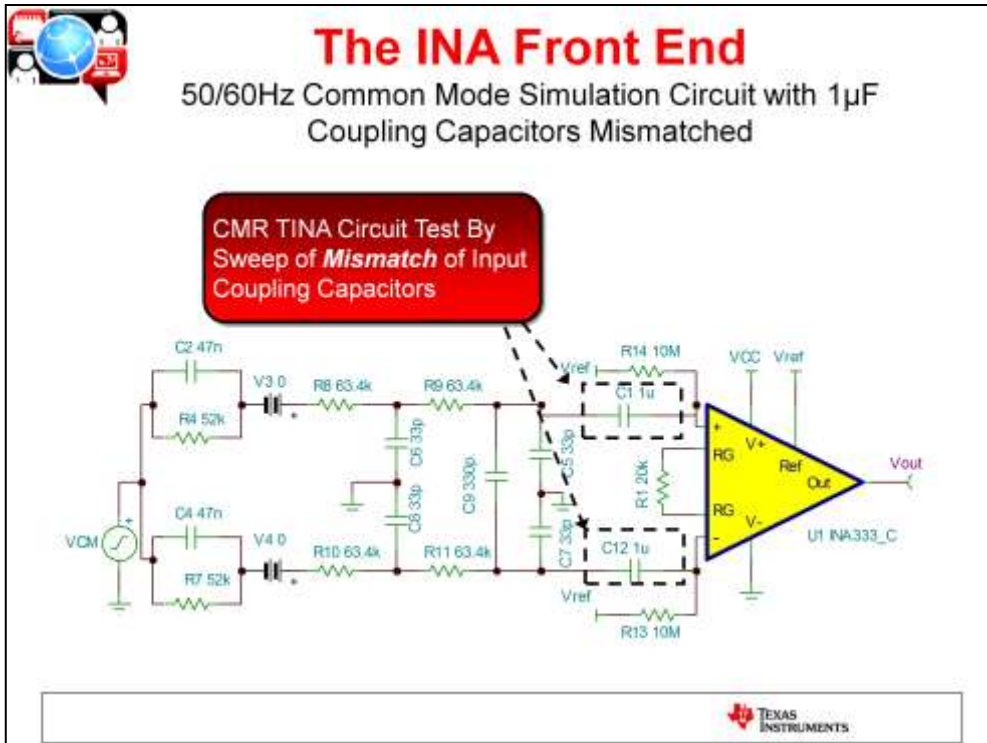 The INA Front End
50/60Hz Common Mode Simulation Circuit with 1µF
Coupling Capacitors Mismatched
CMR TINA Circuit Test By
Sweep of Mismatch of Input
Coupling Capacitors
C2 47n
V3 0
R8 63.4k
R9 63.4k
Vref
R14 10M
VCC
Vref
C1 1u
R4 52k
C6 33p
C9 330p
C5 33p
+
RG
V+
Ref
Out
Vout
R1 20k
RG
V-
-
U1 INA333_C
VCM
+
C4 47n
V4 0
R10 63.4k
C8 33p
R11 63.4k
C7 33p
C12 1u
R7 52k
Vref
R13 10M
TEXAS
INSTRUMENTS